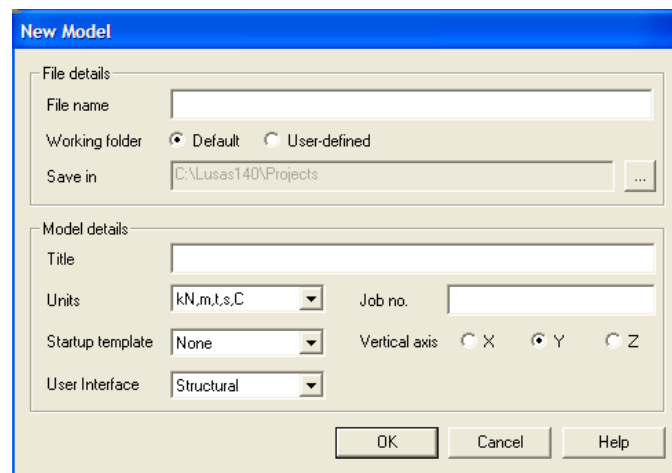 New Model
File details
File name
Working folder Default User-defined
Save in C:\Lusas140\Projects ...
Model details
Title
Units kN,m,t,s,C Job no.
Startup template None Vertical axis X Y Z
User Interface Structural
OK Cancel Help